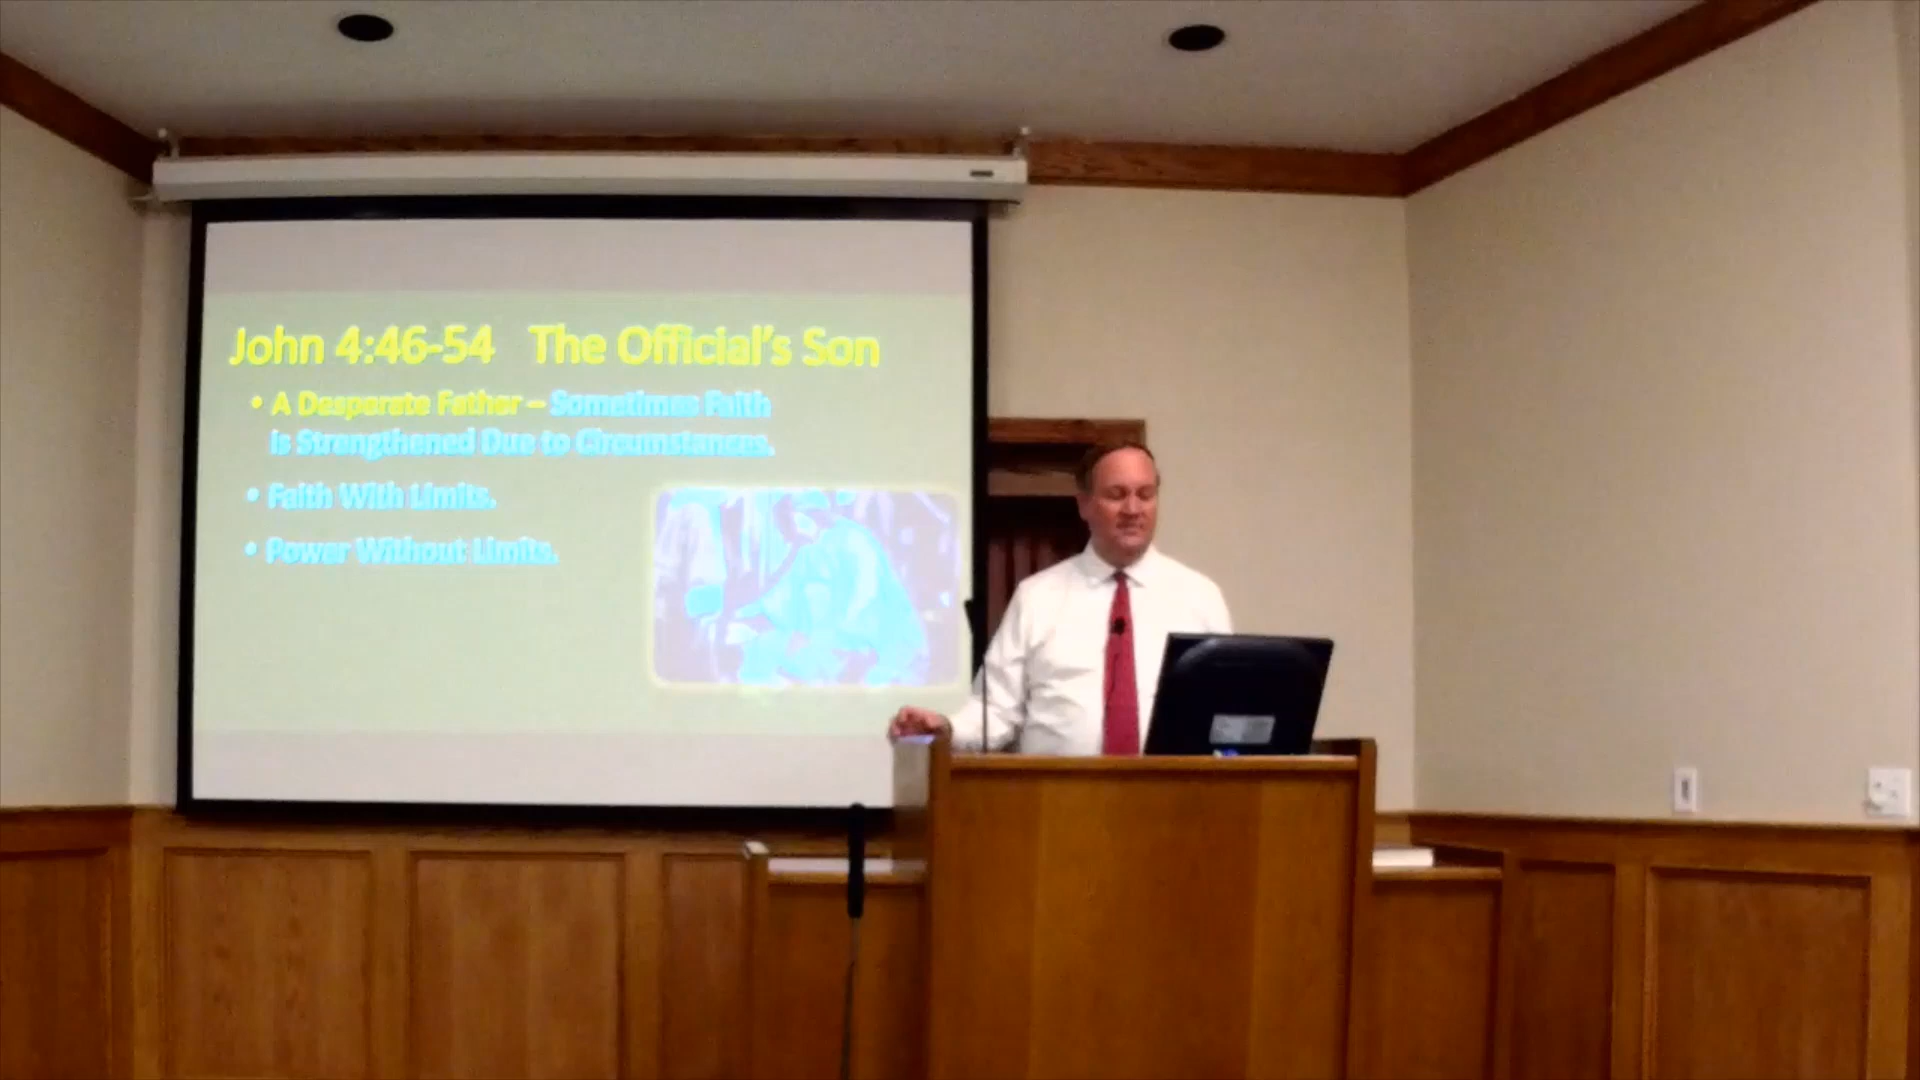 John 4:46-54 The Official's Son
• A Desperate Father – Sometimes Faith
is Strengthened Due to Circumstances.
• Faith With Limits.
• Power Without Limits.